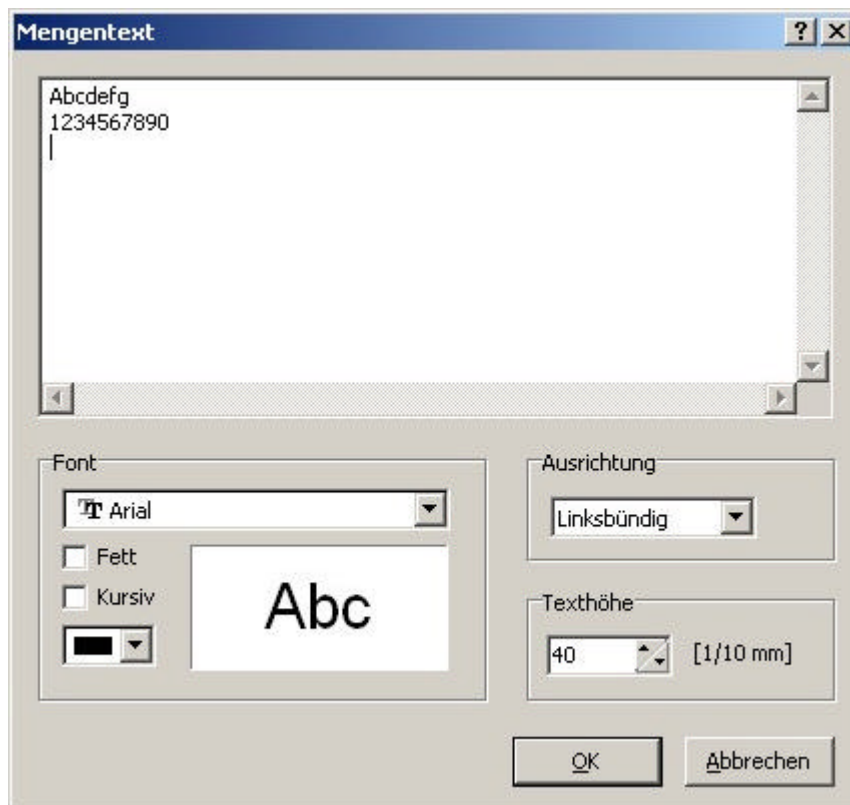 Mengentext
Abcdefg
1234567890
Font
Arial
Fett
Kursiv
Abc
Ausrichtung
Linksbündig
Texthöhe
40 [1/10 mm]
OK
Abbrechen